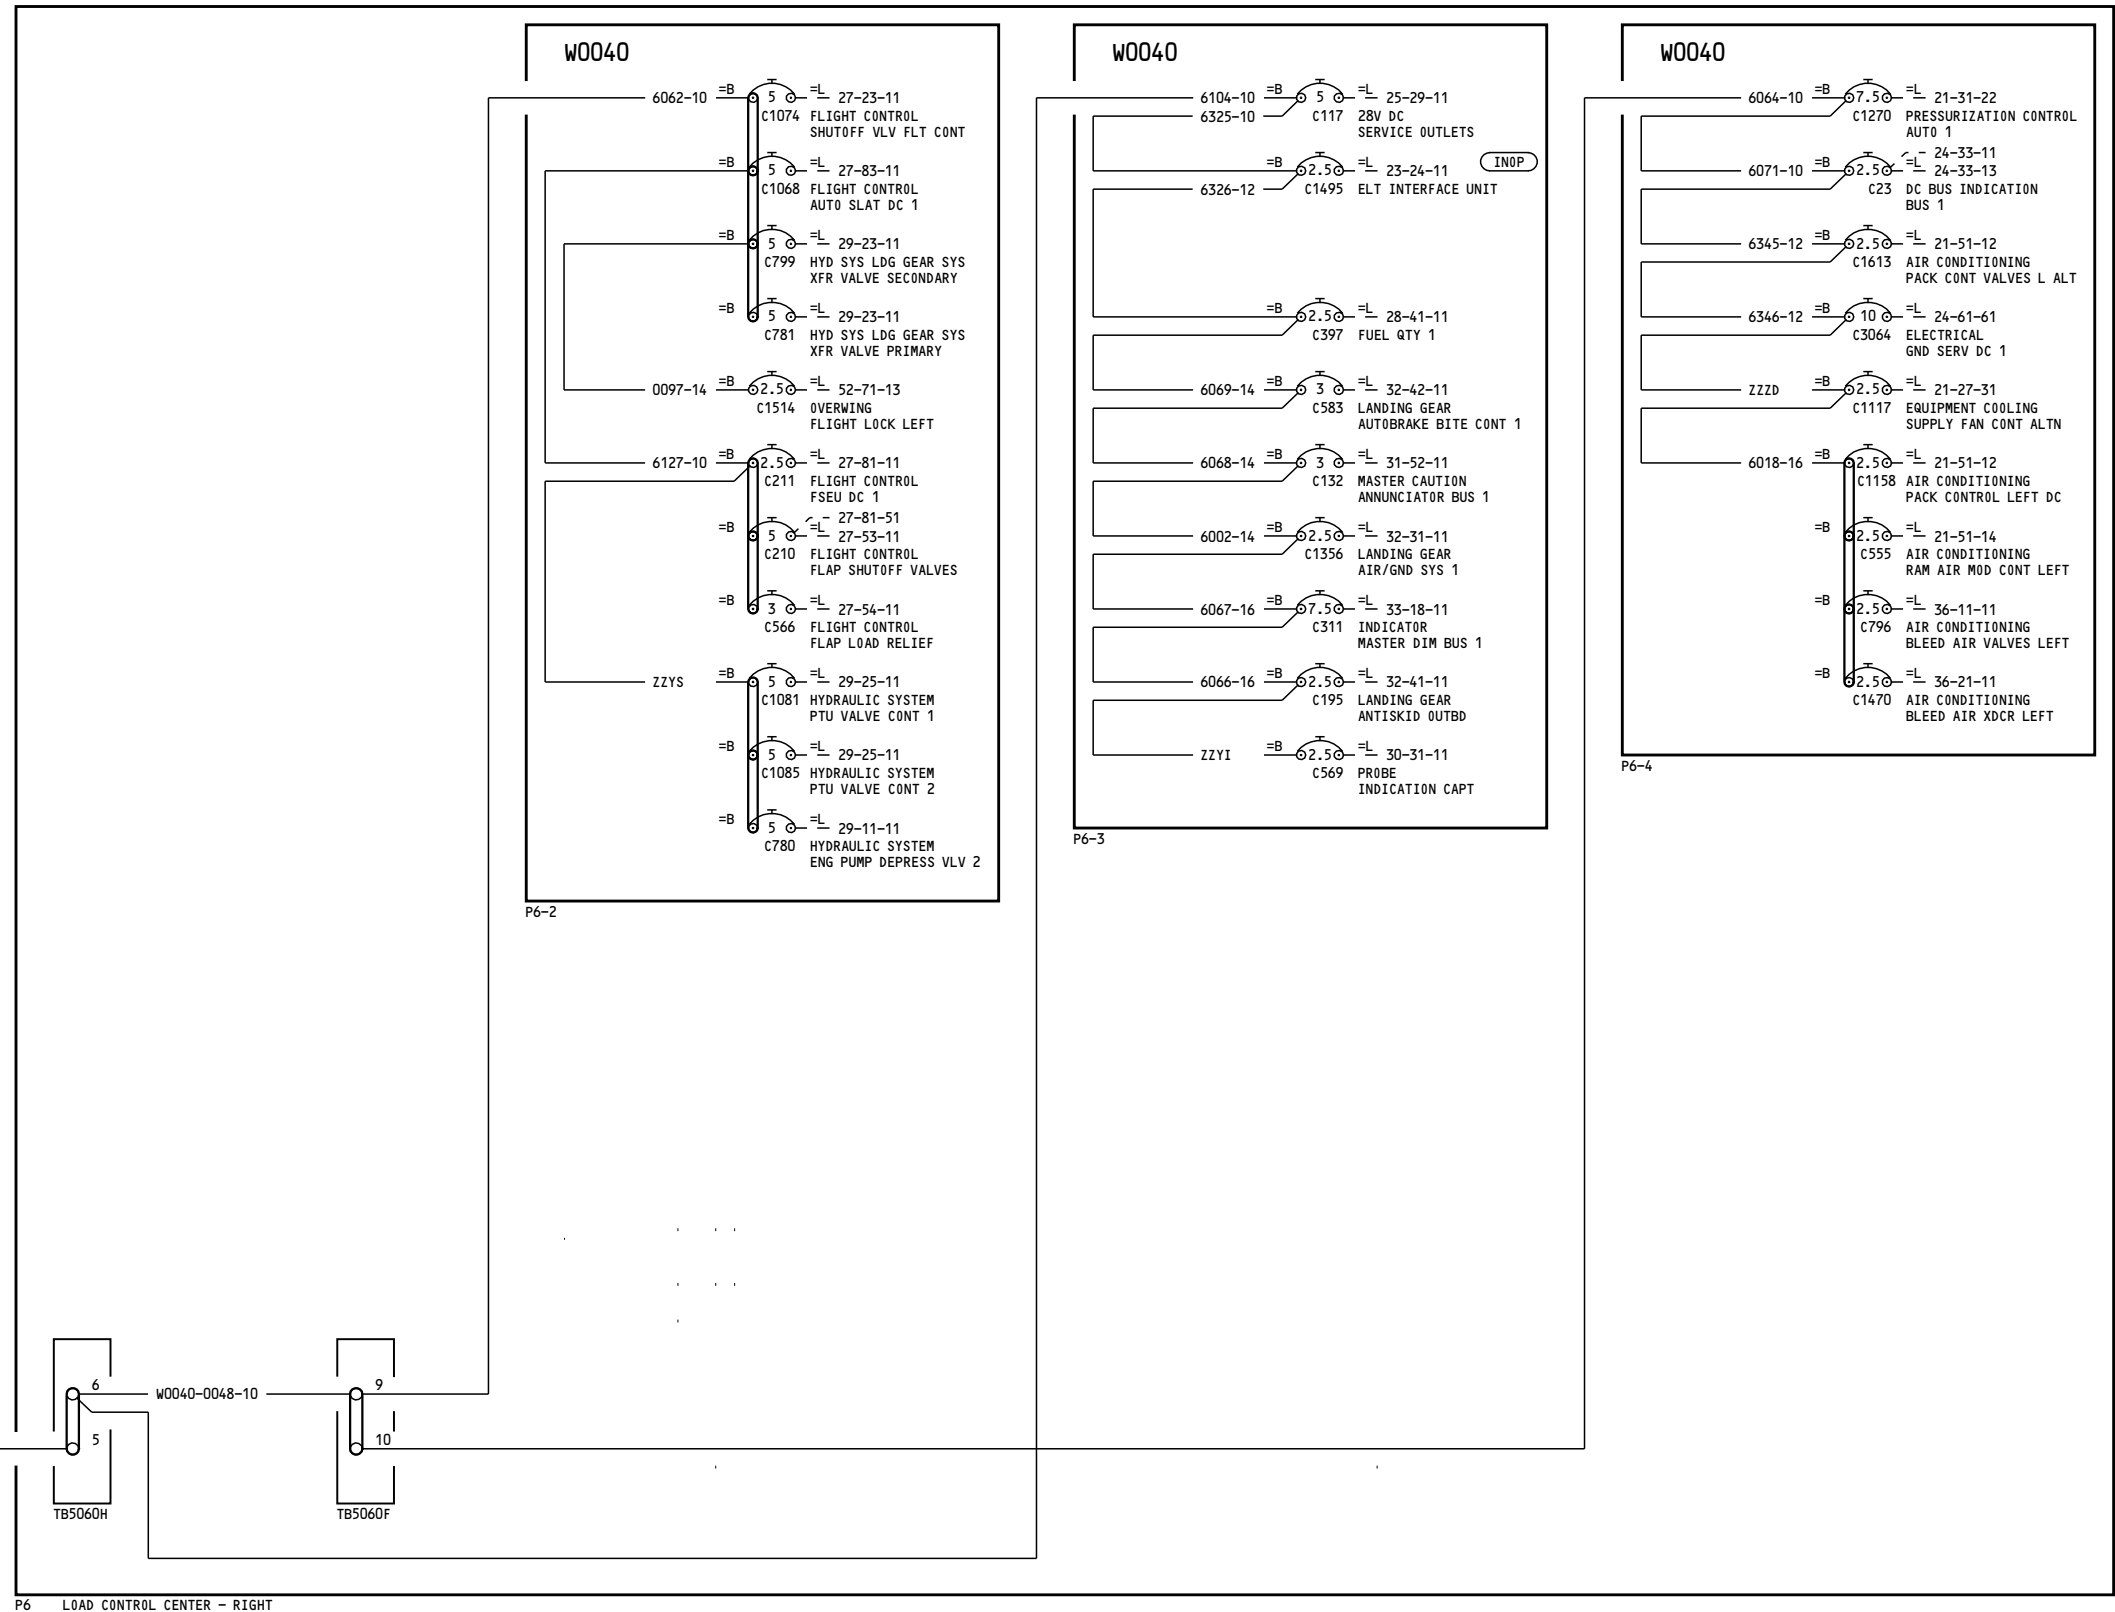 W0040
6062-10 =B 5 =L 27-23-11
C1074 FLIGHT CONTROL
SHUTOFF VLV FLT CONT
=B 5 =L 27-83-11
C1068 FLIGHT CONTROL
AUTO SLAT DC 1
=B 5 =L 29-23-11
C799 HYD SYS LDG GEAR SYS
XFR VALVE SECONDARY
=B 5 =L 29-23-11
C781 HYD SYS LDG GEAR SYS
XFR VALVE PRIMARY
0097-14 =B 2.5 =L 52-71-13
C1514 OVERWING
FLIGHT LOCK LEFT
6127-10 =B 2.5 =L 27-81-11
C211 FLIGHT CONTROL
FSEU DC 1
27-81-51
=B 5 =L 27-53-11
C210 FLIGHT CONTROL
FLAP SHUTOFF VALVES
=B 3 =L 27-54-11
C566 FLIGHT CONTROL
FLAP LOAD RELIEF
ZZYS =B 5 =L 29-25-11
C1081 HYDRAULIC SYSTEM
PTU VALVE CONT 1
=B 5 =L 29-25-11
C1085 HYDRAULIC SYSTEM
PTU VALVE CONT 2
=B 5 =L 29-11-11
C780 HYDRAULIC SYSTEM
ENG PUMP DEPRESS VLV 2
P6-2
W0040
6104-10 =B 5 =L 25-29-11
6325-10 C117 28V DC
SERVICE OUTLETS
INOP
=B 2.5 =L 23-24-11
6326-12 C1495 ELT INTERFACE UNIT
=B 2.5 =L 28-41-11
C397 FUEL QTY 1
6069-14 =B 3 =L 32-42-11
C583 LANDING GEAR
AUTOBRAKE BITE CONT 1
6068-14 =B 3 =L 31-52-11
C132 MASTER CAUTION
ANNUNCIATOR BUS 1
6002-14 =B 2.5 =L 32-31-11
C1356 LANDING GEAR
AIR/GND SYS 1
6067-16 =B 7.5 =L 33-18-11
C311 INDICATOR
MASTER DIM BUS 1
6066-16 =B 2.5 =L 32-41-11
C195 LANDING GEAR
ANTISKID OUTBD
ZZYI =B 2.5 =L 30-31-11
C569 PROBE
INDICATION CAPT
P6-3
W0040
6064-10 =B 7.5 =L 21-31-22
C1270 PRESSURIZATION CONTROL
AUTO 1
24-33-11
6071-10 =B 2.5 =L 24-33-13
C23 DC BUS INDICATION
BUS 1
6345-12 =B 2.5 =L 21-51-12
C1613 AIR CONDITIONING
PACK CONT VALVES L ALT
6346-12 =B 10 =L 24-61-61
C3064 ELECTRICAL
GND SERV DC 1
ZZZD =B 2.5 =L 21-27-31
C1117 EQUIPMENT COOLING
SUPPLY FAN CONT ALTN
6018-16 =B 2.5 =L 21-51-12
C1158 AIR CONDITIONING
PACK CONTROL LEFT DC
=B 2.5 =L 21-51-14
C555 AIR CONDITIONING
RAM AIR MOD CONT LEFT
=B 2.5 =L 36-11-11
C796 AIR CONDITIONING
BLEED AIR VALVES LEFT
=B 2.5 =L 36-21-11
C1470 AIR CONDITIONING
BLEED AIR XDCR LEFT
P6-4
6 W0040-0048-10 9
5 10
TB5060H TB5060F
P6 LOAD CONTROL CENTER - RIGHT